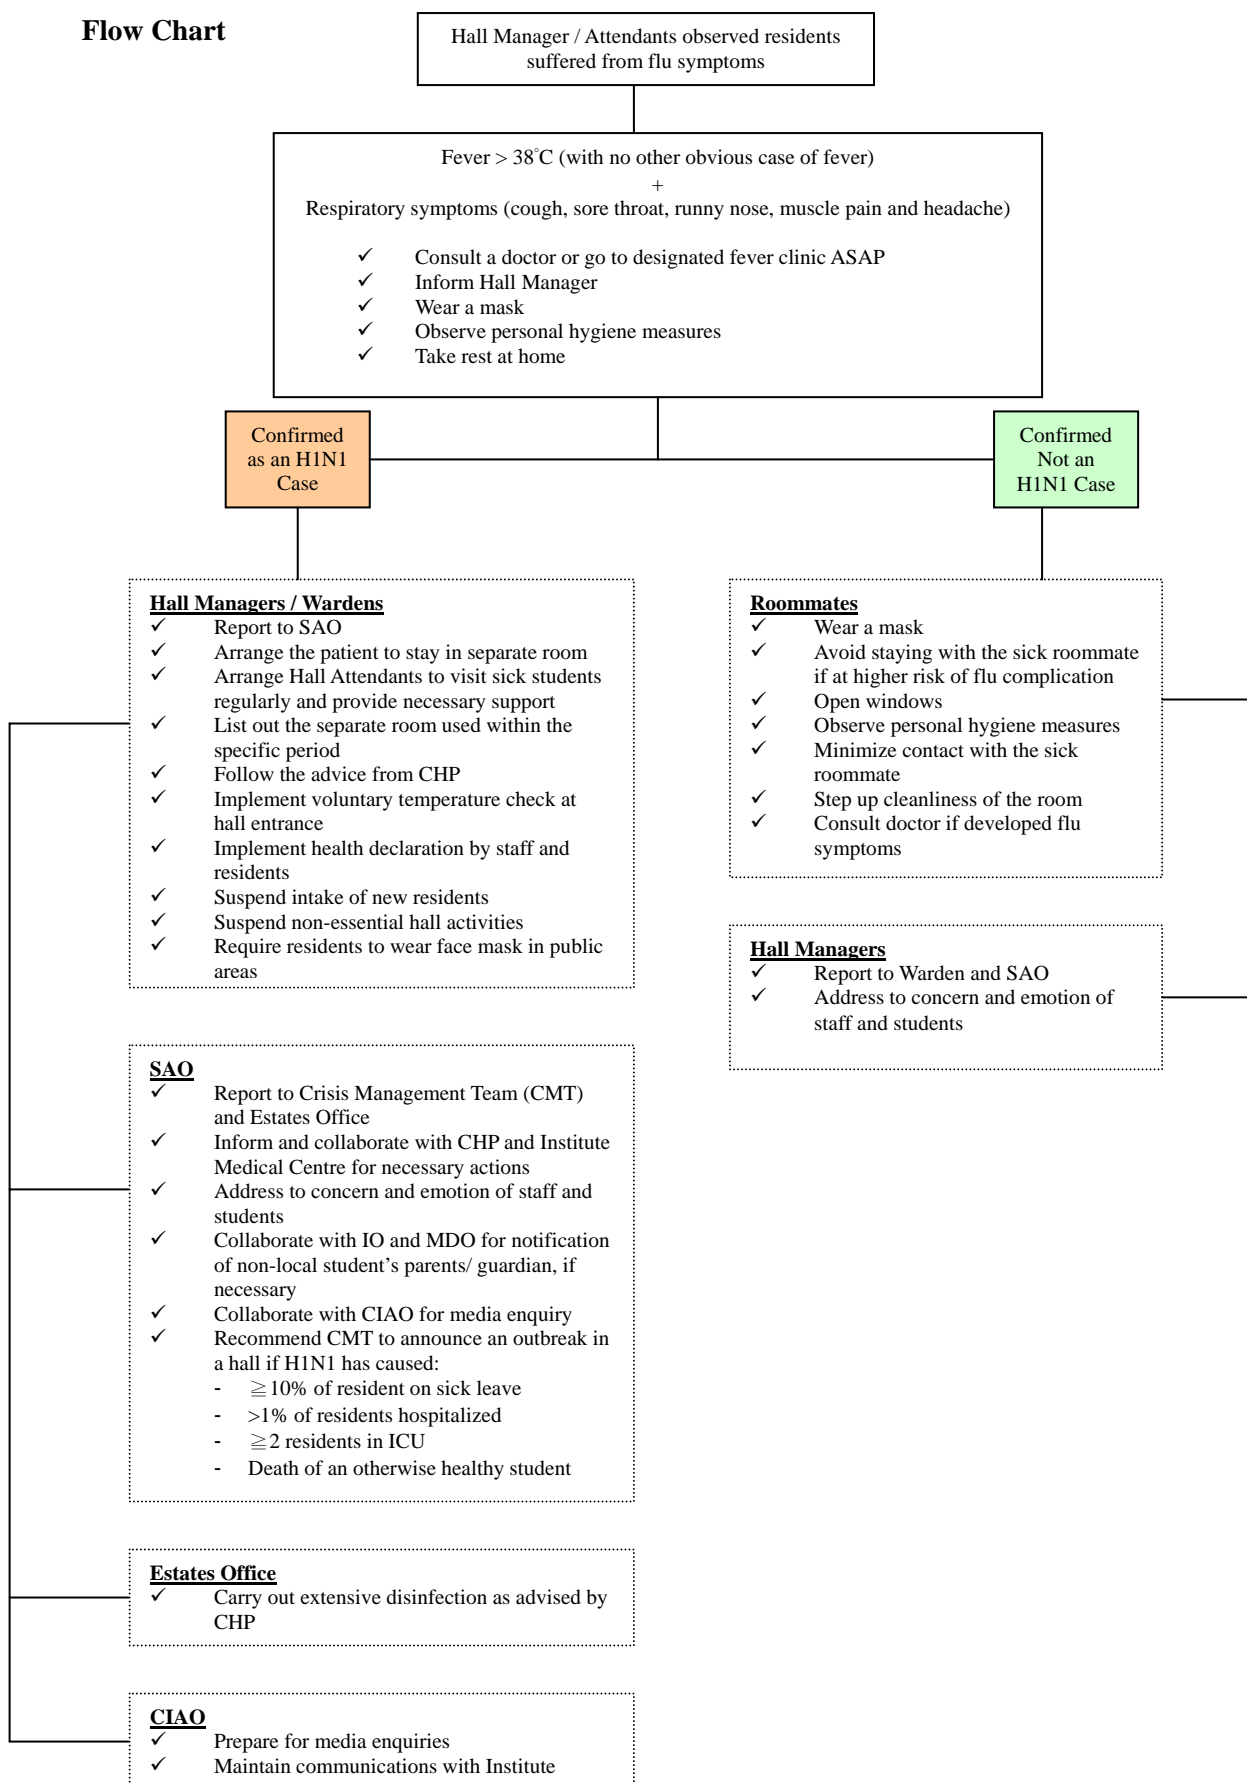 Flow Chart
Hall Manager / Attendants observed residents
suffered from flu symptoms
Fever > 38°C (with no other obvious case of fever)
+
Respiratory symptoms (cough, sore throat, runny nose, muscle pain and headache)
✓ Consult a doctor or go to designated fever clinic ASAP
✓ Inform Hall Manager
✓ Wear a mask
✓ Observe personal hygiene measures
✓ Take rest at home
Confirmed
as an H1N1
Case
Confirmed
Not an
H1N1 Case
Hall Managers / Wardens
✓ Report to SAO
✓ Arrange the patient to stay in separate room
✓ Arrange Hall Attendants to visit sick students
regularly and provide necessary support
✓ List out the separate room used within the
specific period
✓ Follow the advice from CHP
✓ Implement voluntary temperature check at
hall entrance
✓ Implement health declaration by staff and
residents
✓ Suspend intake of new residents
✓ Suspend non-essential hall activities
✓ Require residents to wear face mask in public
areas
Roommates
✓ Wear a mask
✓ Avoid staying with the sick roommate
if at higher risk of flu complication
✓ Open windows
✓ Observe personal hygiene measures
✓ Minimize contact with the sick
roommate
✓ Step up cleanliness of the room
✓ Consult doctor if developed flu
symptoms
Hall Managers
✓ Report to Warden and SAO
✓ Address to concern and emotion of
staff and students
SAO
✓ Report to Crisis Management Team (CMT)
and Estates Office
✓ Inform and collaborate with CHP and Institute
Medical Centre for necessary actions
✓ Address to concern and emotion of staff and
students
✓ Collaborate with IO and MDO for notification
of non-local student's parents/ guardian, if
necessary
✓ Collaborate with CIAO for media enquiry
✓ Recommend CMT to announce an outbreak in
a hall if H1N1 has caused:
- ≧10% of resident on sick leave
- >1% of residents hospitalized
- ≧2 residents in ICU
- Death of an otherwise healthy student
Estates Office
✓ Carry out extensive disinfection as advised by
CHP
CIAO
✓ Prepare for media enquiries
✓ Maintain communications with Institute